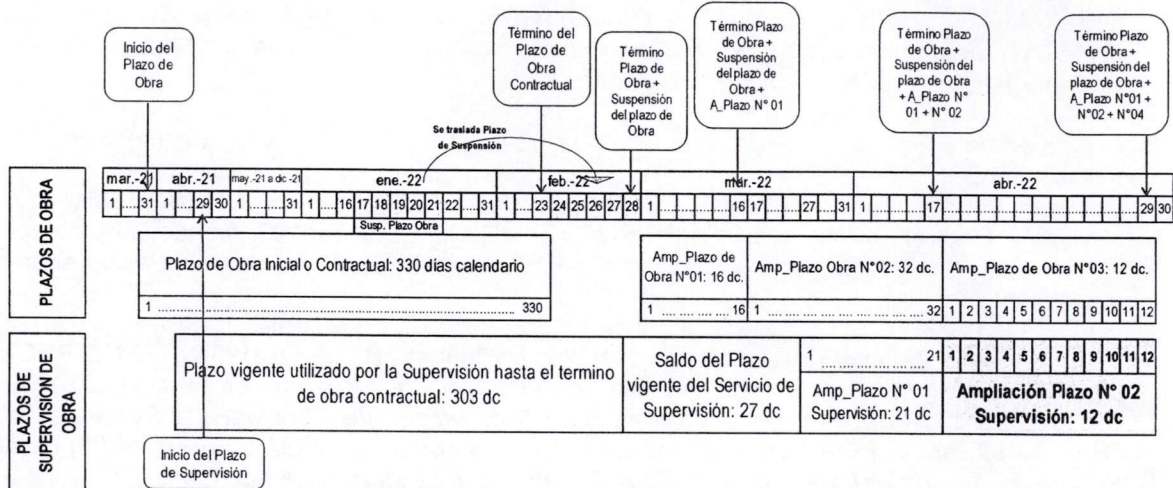 Inicio del
Plazo de
Obra
Término del
Plazo de
Obra
Contractual
Término
Plazo de
Obra +
Suspensión
del plazo de
Obra
Término Plazo
de Obra +
Suspensión
del plazo de
Obra +
A_Plazo N° 01
Término Plazo
de Obra +
Suspensión del
plazo de Obra
+ A_Plazo N°
01 + N° 02
Término Plazo
de Obra +
Suspensión del
plazo de Obra +
A_Plazo N°01 +
N°02 + N°04
Se traslada Plazo
de Suspensión
PLAZOS DE OBRA
mar.-21 abr.-21 may.-21 a dic -21 ene.-22 feb.-22 mar.-22 abr.-22
1 ....31 1 ..... 29 30 1 ............ 31 1 .... 16 17 18 19 20 21 22 .... 31 1 ..... 23 24 25 26 27 28 1 .................. 16 17 ....... 27 .... 31 1 ........... 17 ........................................ 29 30
Susp. Plazo Obra
Plazo de Obra Inicial o Contractual: 330 días calendario
Amp_Plazo de
Obra N°01: 16 dc.
Amp_Plazo Obra N°02: 32 dc.
Amp_Plazo de Obra N°03: 12 dc.
1 ........................................................................ 330
1 .... .... .... .... 16 1 .... .... .... .... .... .... .... .... 32 1 2 3 4 5 6 7 8 9 10 11 12
PLAZOS DE
SUPERVISION DE
OBRA
Plazo vigente utilizado por la Supervisión hasta el termino
de obra contractual: 303 dc
Saldo del Plazo
vigente del Servicio de
Supervisión: 27 dc
1 .................. 21
Amp_Plazo N° 01
Supervisión: 21 dc
1 2 3 4 5 6 7 8 9 10 11 12
Ampliación Plazo N° 02
Supervisión: 12 dc
Inicio del Plazo
de Supervisión